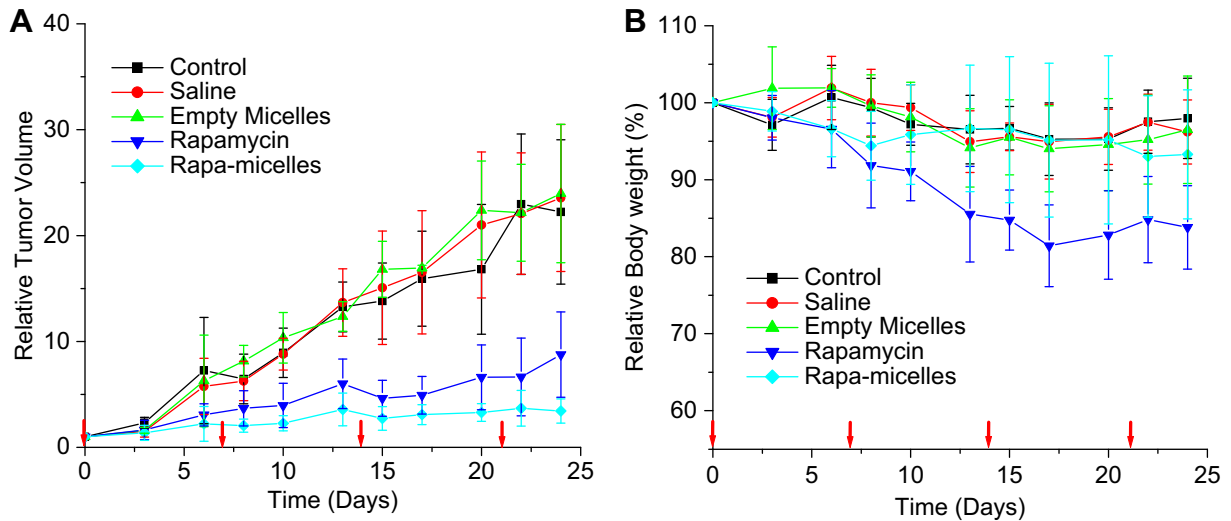 A
Relative Tumor Volume
40
30
20
10
0
Control
Saline
Empty Micelles
Rapamycin
Rapa-micelles
0 5 10 15 20 25
Time (Days)
B
Relative Body weight (%)
110
100
90
80
70
60
Control
Saline
Empty Micelles
Rapamycin
Rapa-micelles
0 5 10 15 20 25
Time (Days)